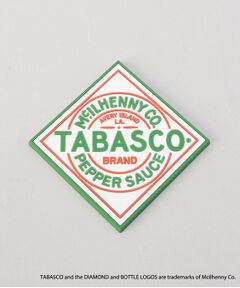 McILHENNY CO.
AVERY ISLAND
LA.
TABASCO®
BRAND
PEPPER SAUCE
TABASCO and the DIAMOND and BOTTLE LOGOS are trademarks of McIlhenny Co.